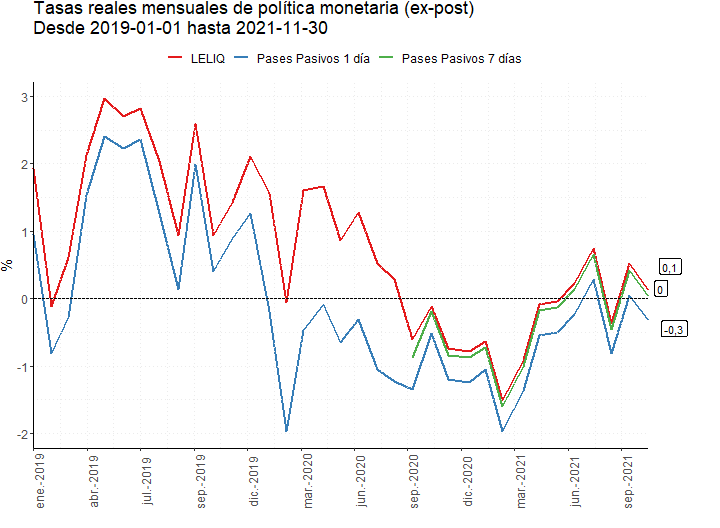 Tasas reales mensuales de política monetaria (ex-post)
Desde 2019-01-01 hasta 2021-11-30
LELIQ Pases Pasivos 1 día Pases Pasivos 7 días
%
3
2
1
0
-1
-2
0,1
0
-0,3
ene.-2019
abr.-2019
jul.-2019
sep.-2019
dic.-2019
mar.-2020
jun.-2020
sep.-2020
dic.-2020
mar.-2021
jun.-2021
sep.-2021